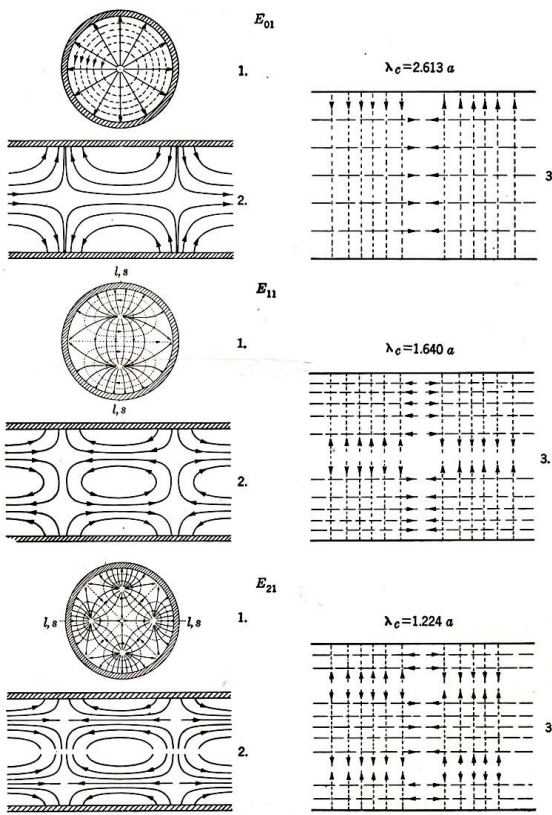 E01
1.
λc=2.613 a
2.
3
l, s
E11
1.
l, s
λc=1.640 a
2.
3.
E21
l, s
l, s
1.
λc=1.224 a
2.
3